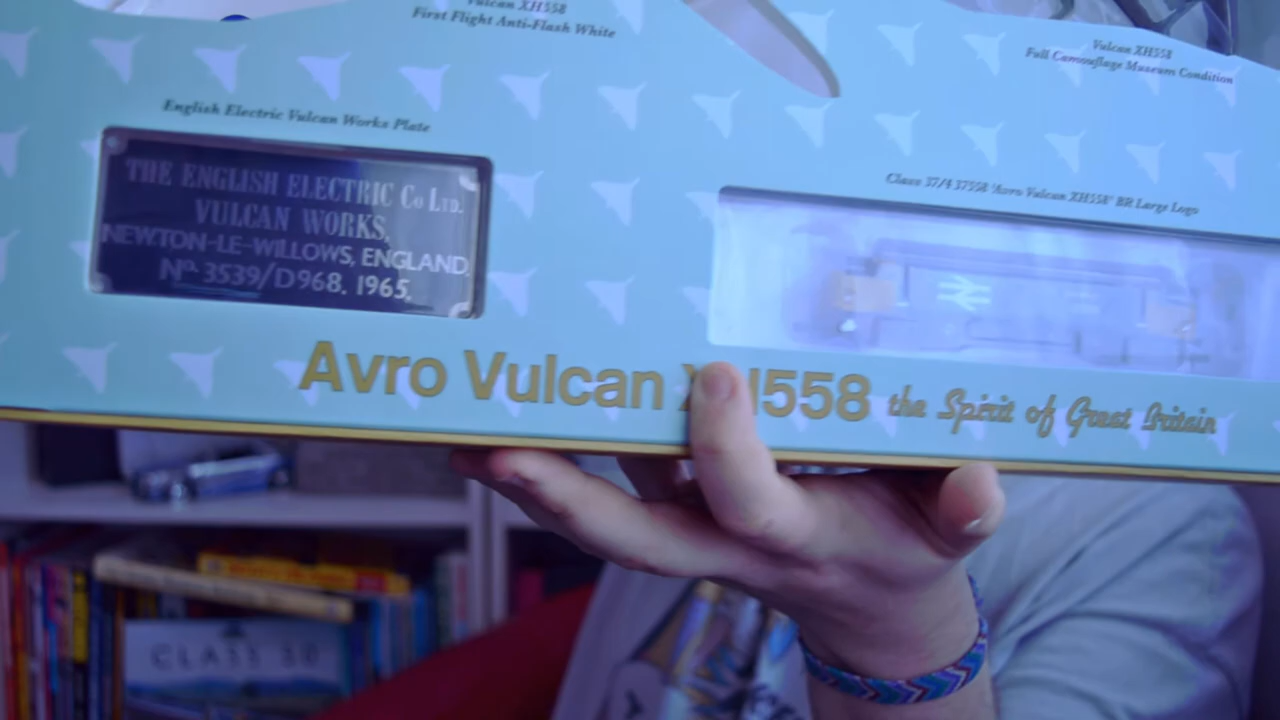 Vulcan XH558
First Flight Anti-Flash White
Vulcan XH558
Full Camouflage Museum Condition
English Electric Vulcan Works Plate
THE ENGLISH ELECTRIC Co LTD.
VULCAN WORKS,
NEWTON-LE-WILLOWS, ENGLAND
No. 3539/D968. 1965.
Class 37/4 37558 'Avro Vulcan XH558' BR Large Logo
Avro Vulcan XH558 the Spirit of Great Britain
CLASS 50